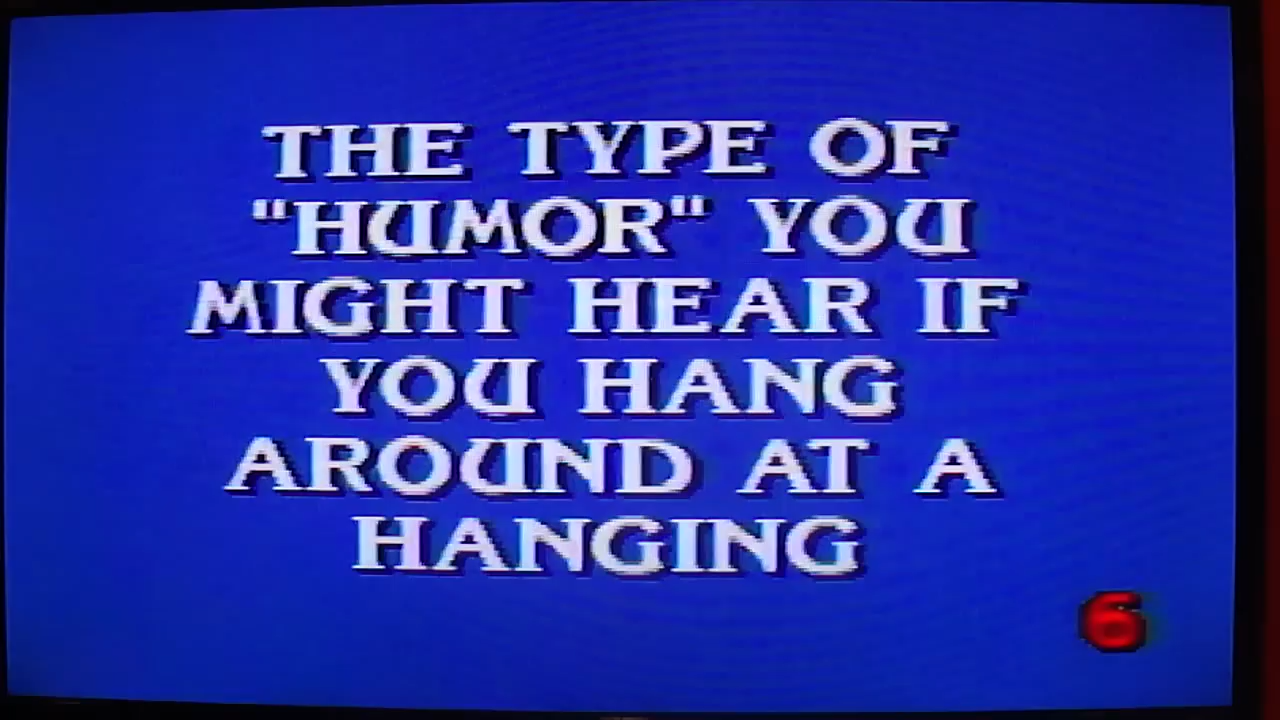 THE TYPE OF
"HUMOR" YOU
MIGHT HEAR IF
YOU HANG
AROUND AT A
HANGING
6